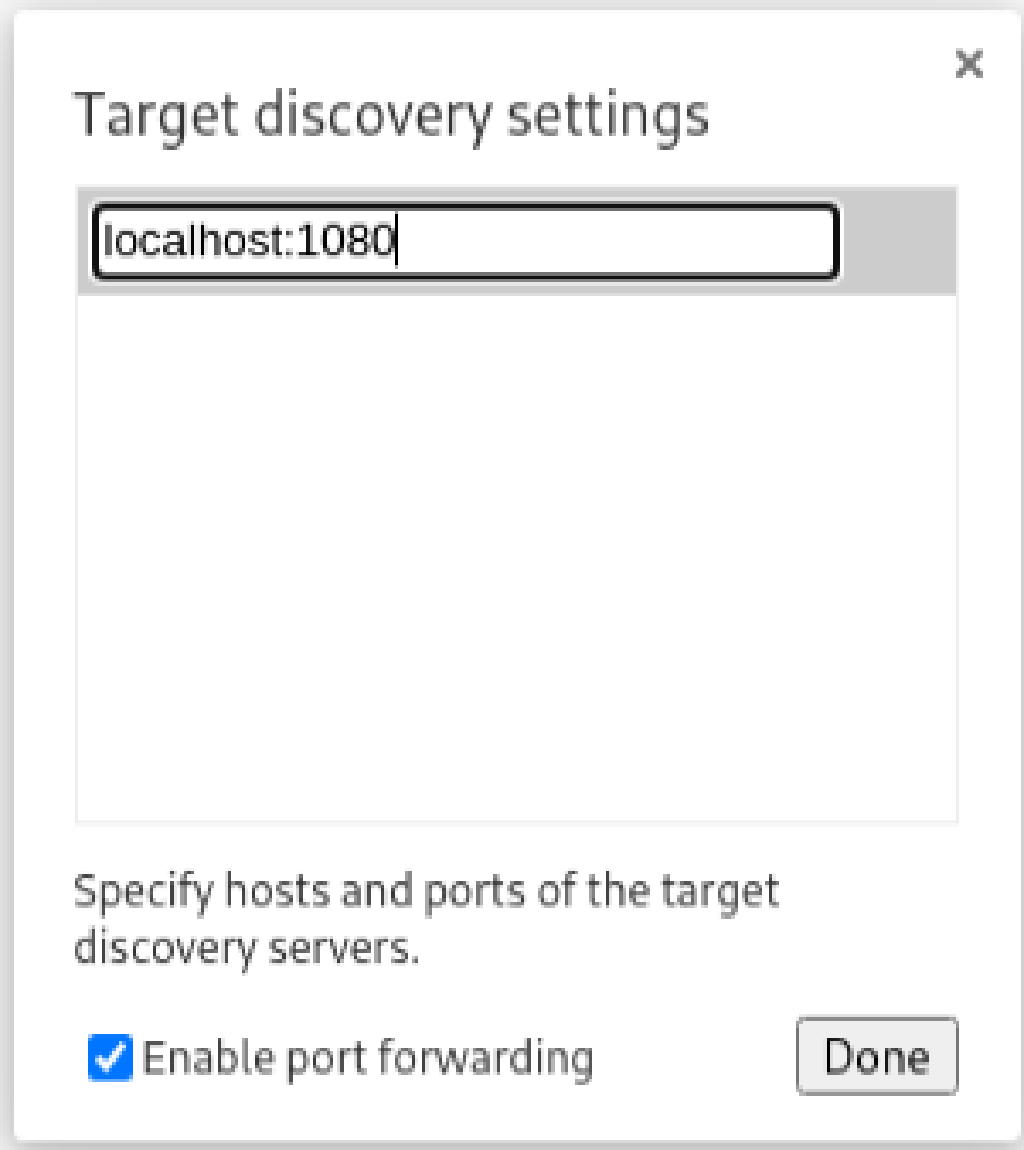 Target discovery settings
localhost:1080
Specify hosts and ports of the target
discovery servers.
Enable port forwarding
Done